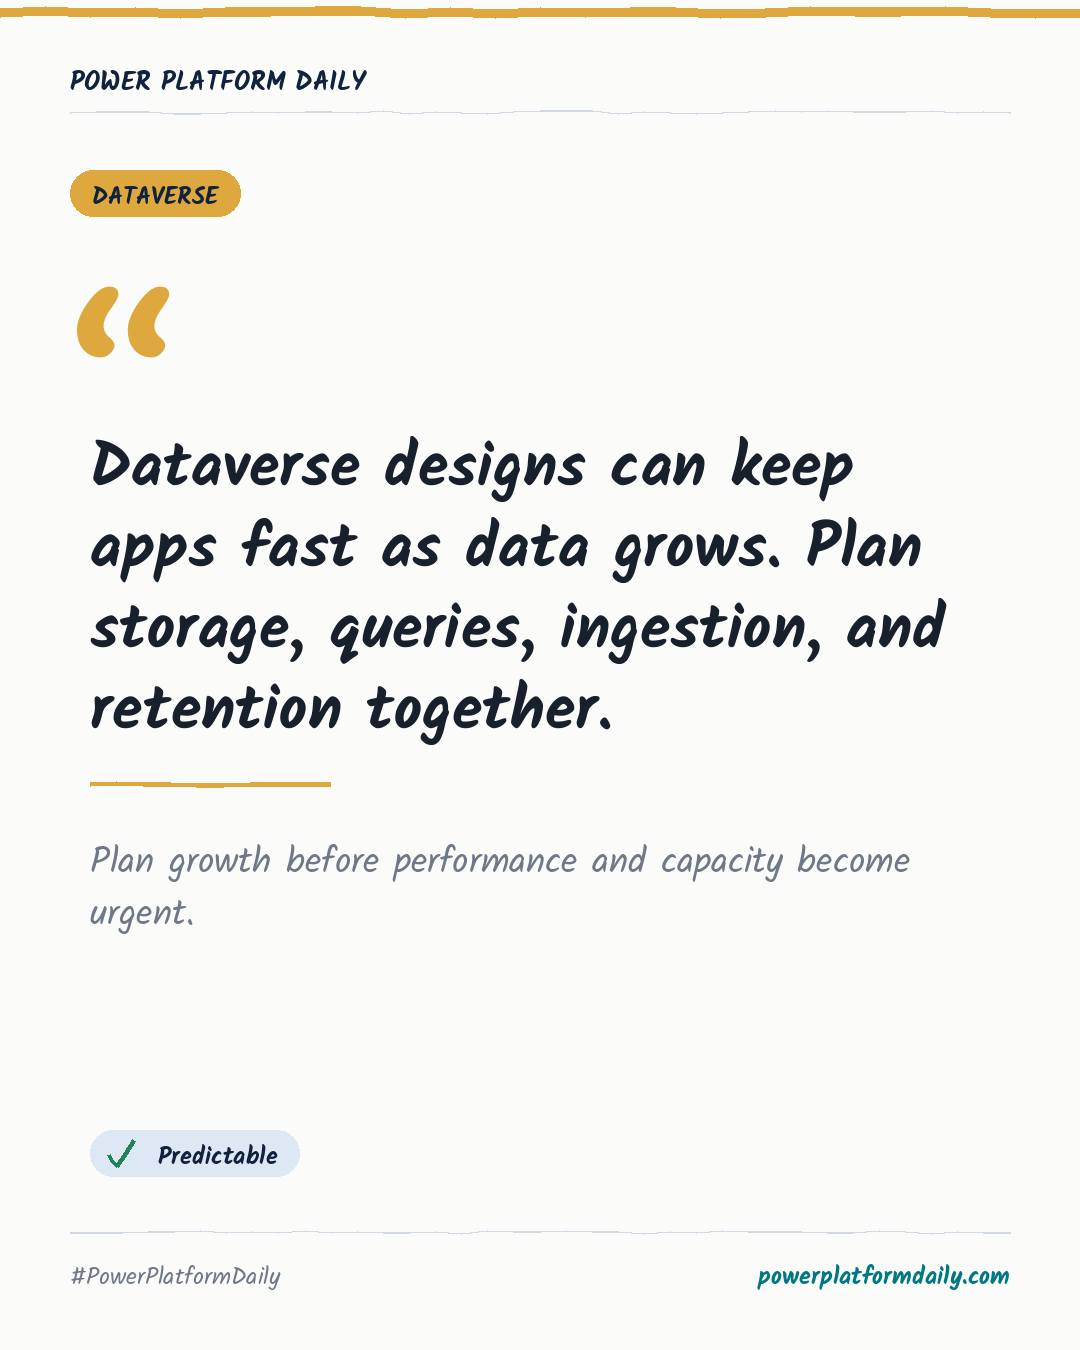 POWER PLATFORM DAILY
DATAVERSE
“
Dataverse designs can keep
apps fast as data grows. Plan
storage, queries, ingestion, and
retention together.
Plan growth before performance and capacity become
urgent.
✓ Predictable
#PowerPlatformDaily
powerplatformdaily.com